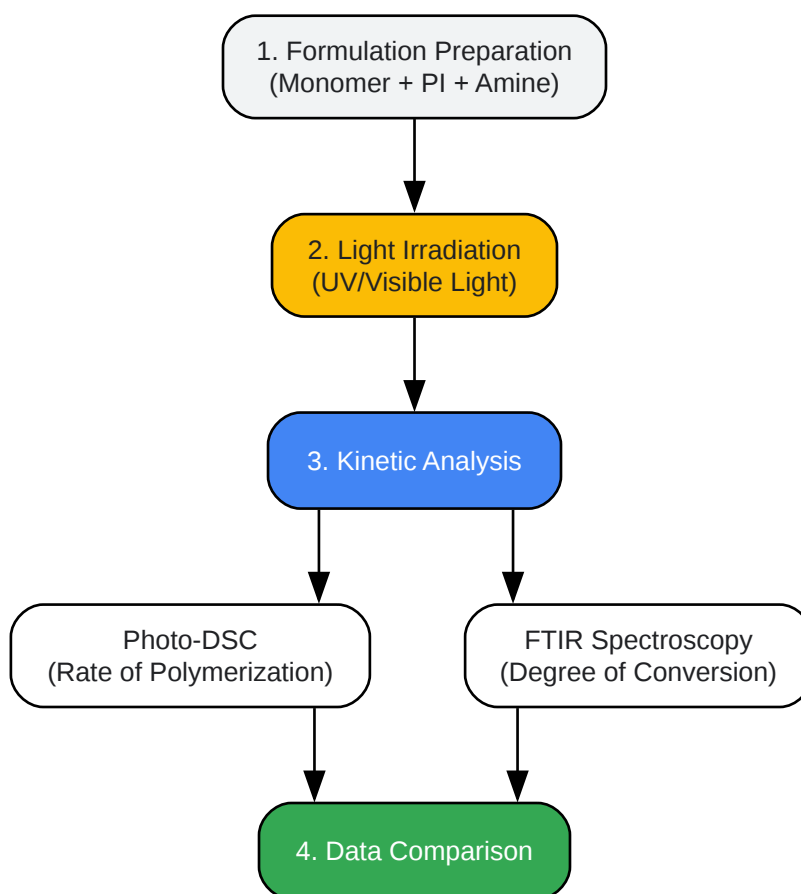 1. Formulation Preparation
(Monomer + PI + Amine)
2. Light Irradiation
(UV/Visible Light)
3. Kinetic Analysis
Photo-DSC
(Rate of Polymerization)
FTIR Spectroscopy
(Degree of Conversion)
4. Data Comparison